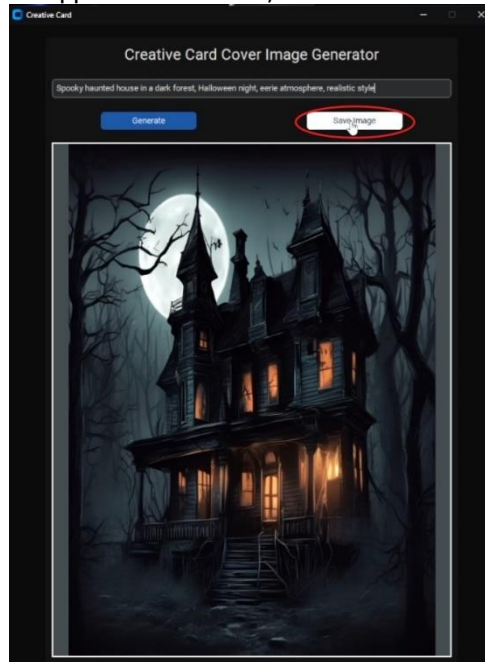 Creative Card
Creative Card Cover Image Generator
Spooky haunted house in a dark forest, Halloween night, eerie atmosphere, realistic style
Generate
Save Image